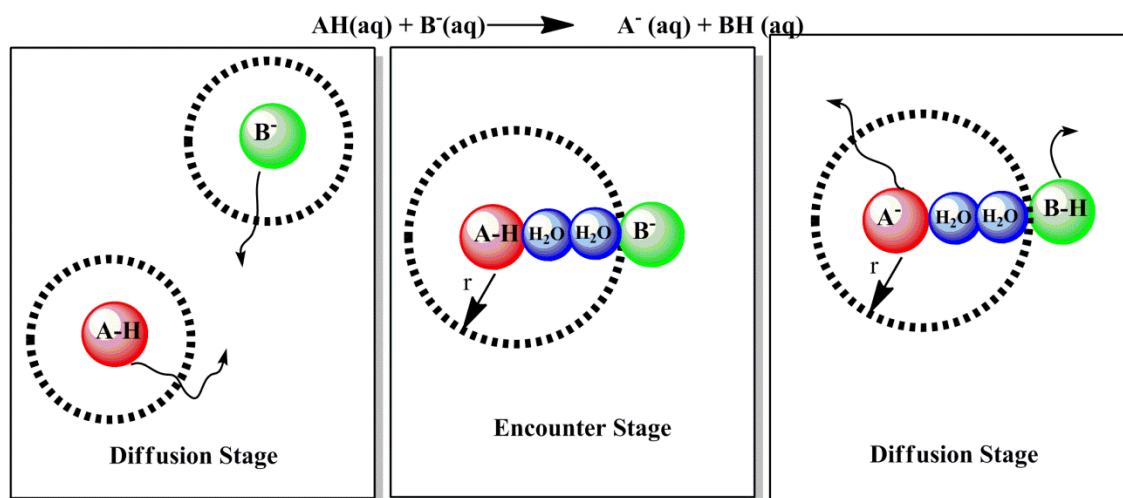 AH(aq) + B⁻(aq) ⟶ A⁻ (aq) + BH (aq)
B⁻
A-H
Diffusion Stage
A-H H₂O H₂O B⁻
r
Encounter Stage
A⁻ H₂O H₂O B-H
r
Diffusion Stage